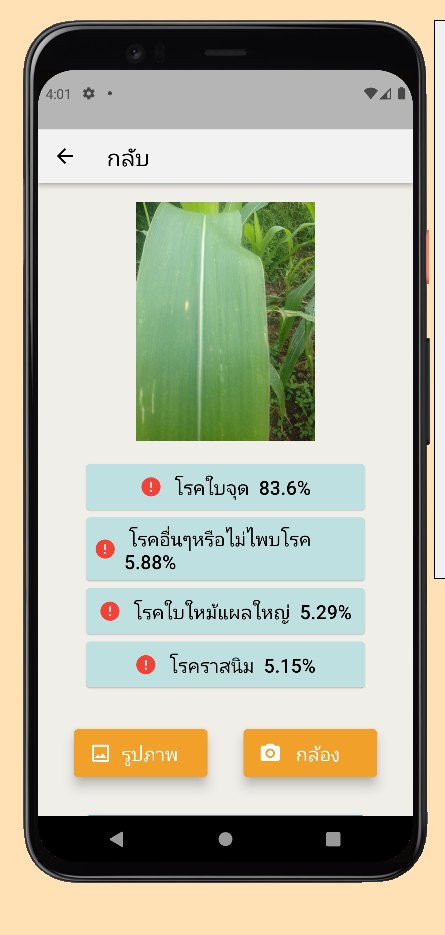 4:01
กลับ
โรคใบจุด 83.6%
โรคอื่นๆหรือไม่ไพบโรค
5.88%
โรคใบใหม้แผลใหญ่ 5.29%
โรคราสนิม 5.15%
รูปภาพ
กล้อง